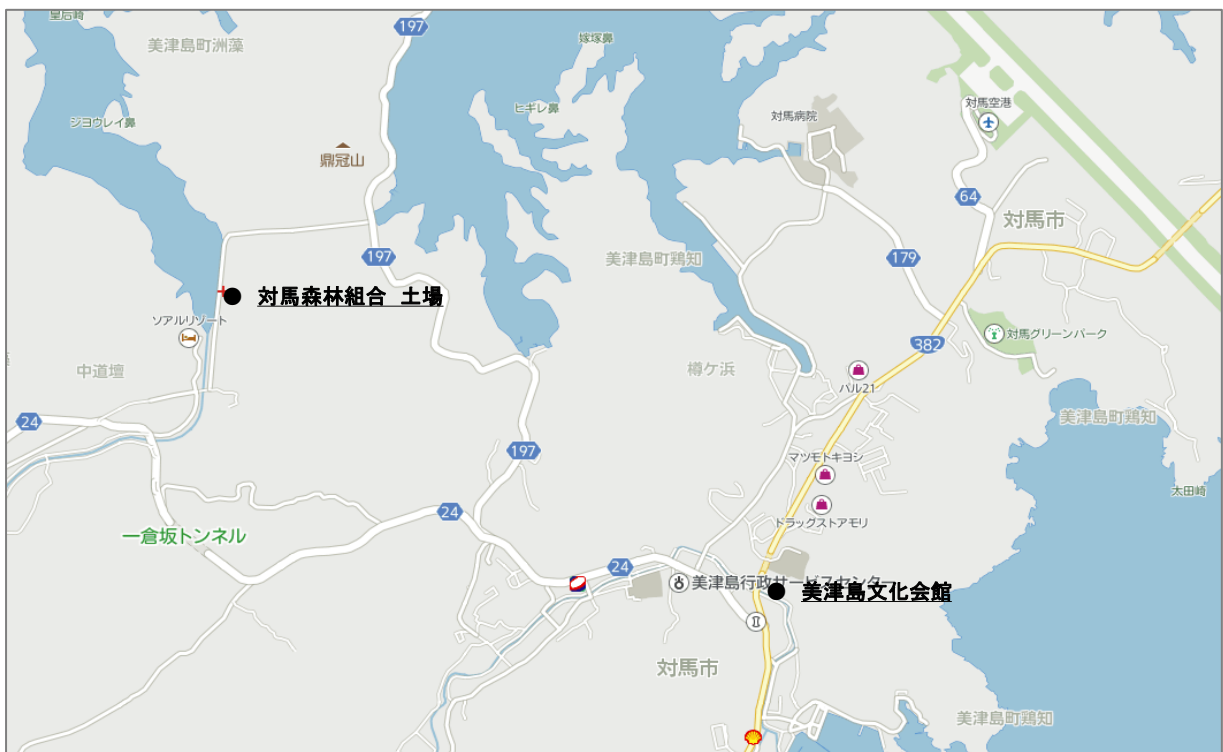 皇后崎
197
美津島町洲藻
嫁塚鼻
ヒギレ鼻
対馬空港
ジヨウレイ鼻
対馬病院
鼎冠山
64
対馬市
197
美津島町鶏知
179
対馬森林組合 土場
ソアルリゾート
対馬グリーンパーク
382
中道壇
樽ケ浜
パル21
24
美津島町鶏知
197
マツモトキヨシ
太田崎
24
ドラッグストアモリ
一倉坂トンネル
24
美津島行政サービスセンター
美津島文化会館
対馬市
美津島町鶏知